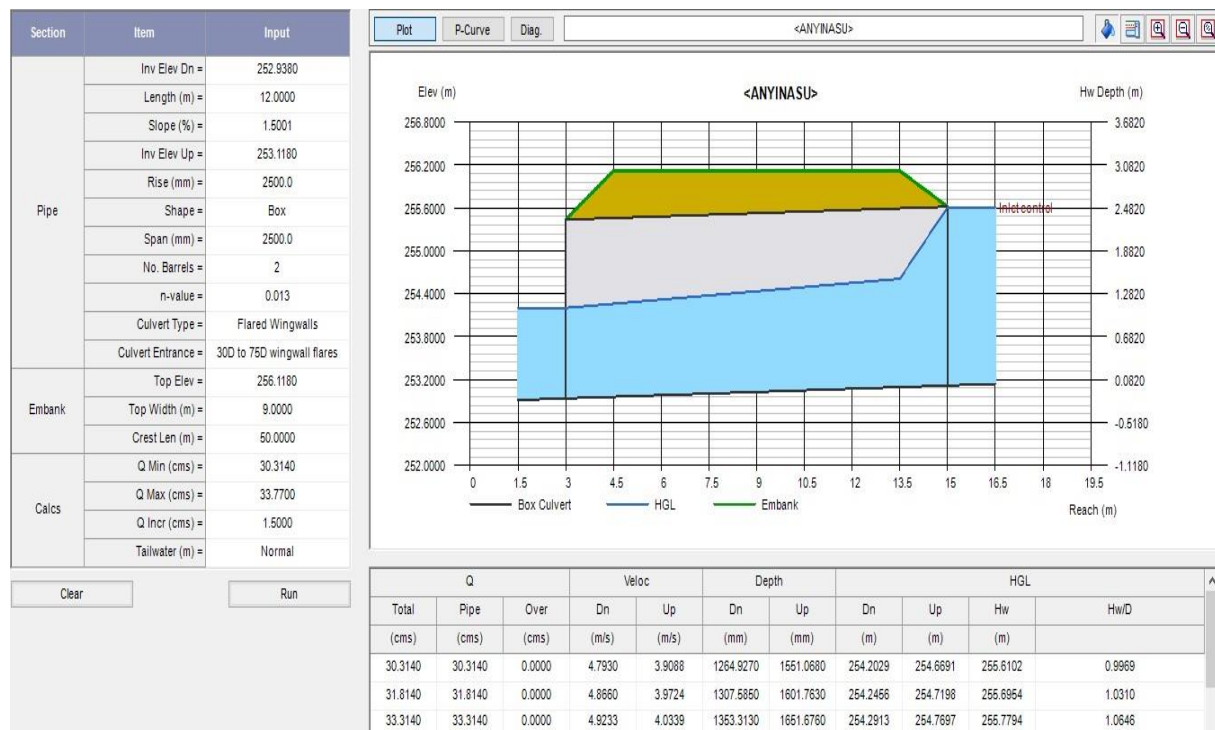 Section Item Input
Pipe
Inv Elev Dn = 252.9380
Length (m) = 12.0000
Slope (%) = 1.5001
Inv Elev Up = 253.1180
Rise (mm) = 2500.0
Shape = Box
Span (mm) = 2500.0
No. Barrels = 2
n-value = 0.013
Culvert Type = Flared Wingwalls
Culvert Entrance = 30D to 75D wingwall flares
Embank
Top Elev = 256.1180
Top Width (m) = 9.0000
Crest Len (m) = 50.0000
Calcs
Q Min (cms) = 30.3140
Q Max (cms) = 33.7700
Q Incr (cms) = 1.5000
Tailwater (m) = Normal
Clear Run
Plot P-Curve Diag. <ANYINASU>
Elev (m) <ANYINASU> Hw Depth (m)
256.8000 3.6820
256.2000 3.0820
255.6000 Inlet control 2.4820
255.0000 1.8820
254.4000 1.2820
253.8000 0.6820
253.2000 0.0820
252.6000 -0.5180
252.0000 -1.1180
0 1.5 3 4.5 6 7.5 9 10.5 12 13.5 15 16.5 18 19.5
Box Culvert HGL Embank Reach (m)
Q Veloc Depth HGL
Total Pipe Over Dn Up Dn Up Dn Up Hw Hw/D
(cms) (cms) (cms) (m/s) (m/s) (mm) (mm) (m) (m) (m)
30.3140 30.3140 0.0000 4.7930 3.9088 1264.9270 1551.0680 254.2029 254.6691 255.6102 0.9969
31.8140 31.8140 0.0000 4.8660 3.9724 1307.5850 1601.7630 254.2456 254.7198 255.6954 1.0310
33.3140 33.3140 0.0000 4.9233 4.0339 1353.3130 1651.6760 254.2913 254.7697 255.7794 1.0646